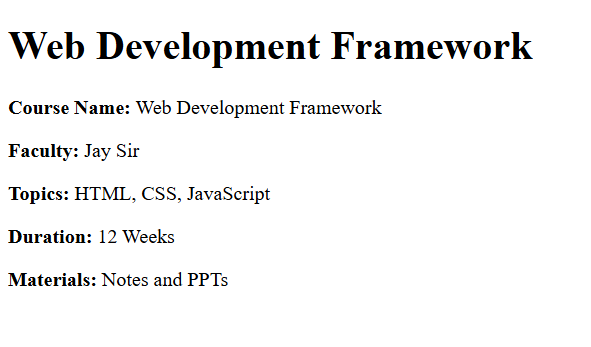 Web Development Framework
Course Name: Web Development Framework
Faculty: Jay Sir
Topics: HTML, CSS, JavaScript
Duration: 12 Weeks
Materials: Notes and PPTs